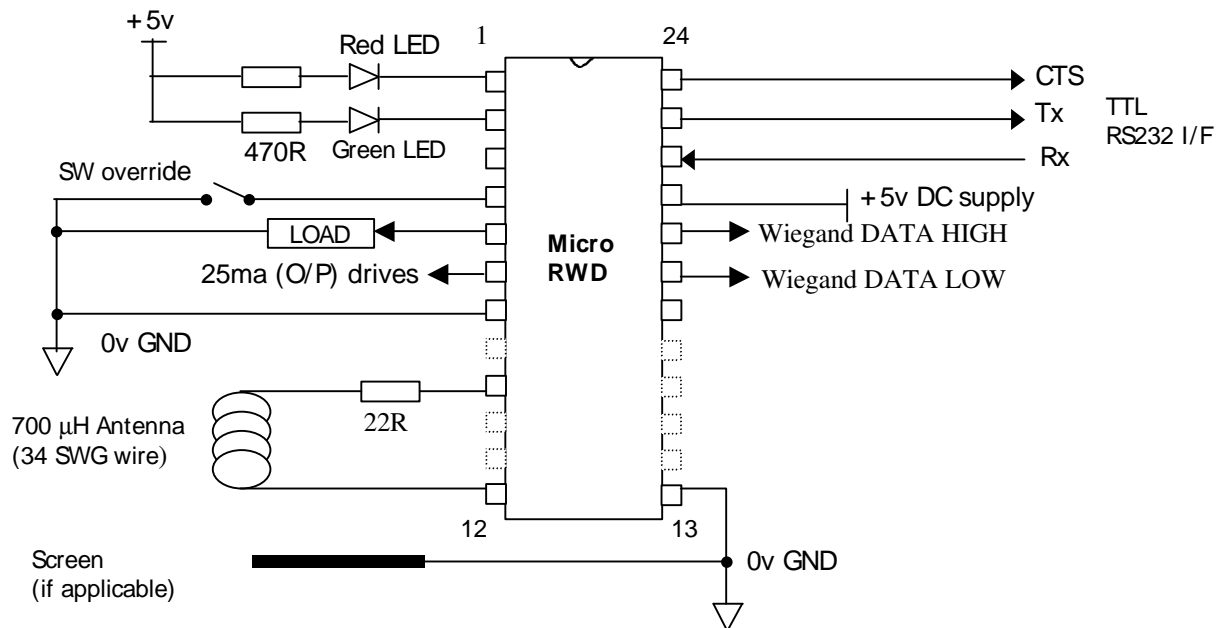 +5v
Red LED
1
24
CTS
Tx
TTL
RS232 I/F
470R
Green LED
Rx
SW override
+5v DC supply
LOAD
Micro
RWD
Wiegand DATA HIGH
25ma (O/P) drives
Wiegand DATA LOW
0v GND
700 μH Antenna
(34 SWG wire)
22R
12
13
Screen
(if applicable)
0v GND